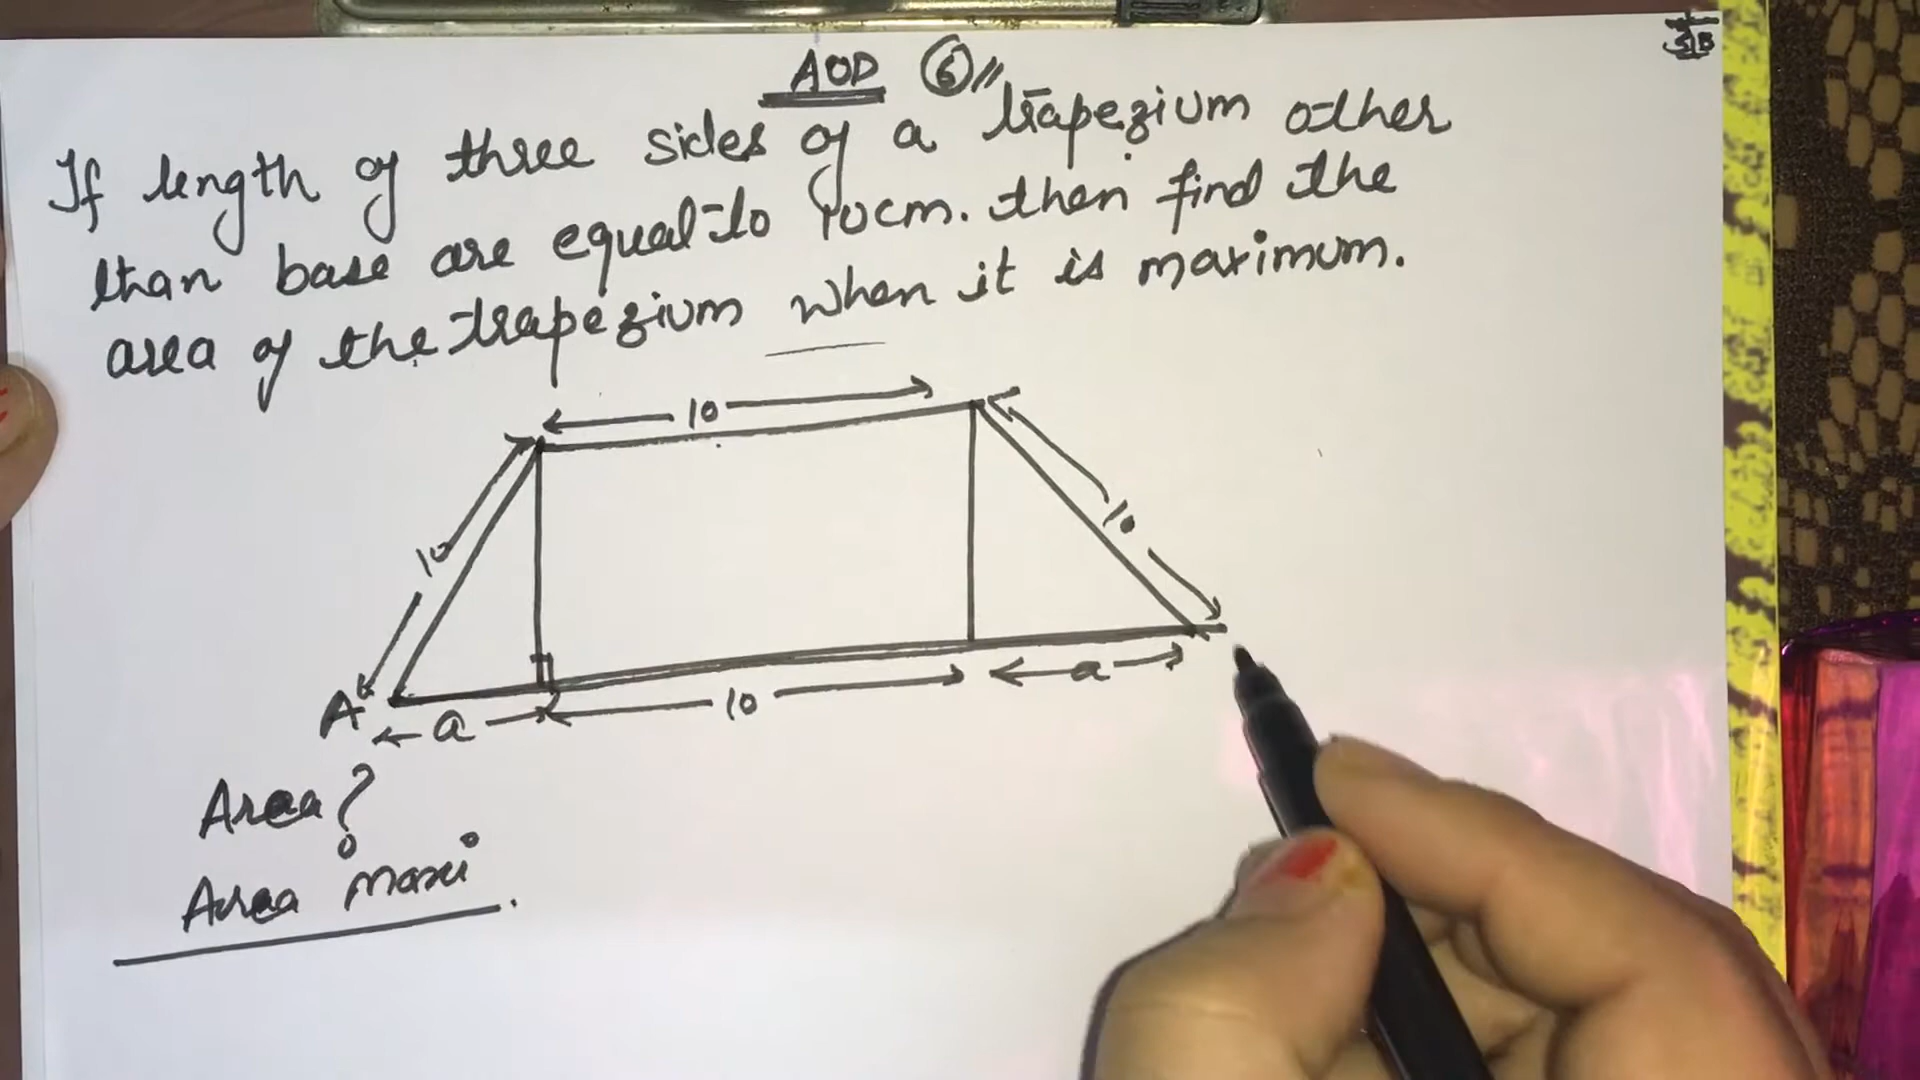 AOD 6
If length of three sides of a trapezium other
than base are equal to 10cm. then find the
area of the trapezium when it is maximum.
10
10
10
A
a
10
a
Area?
Area maxi